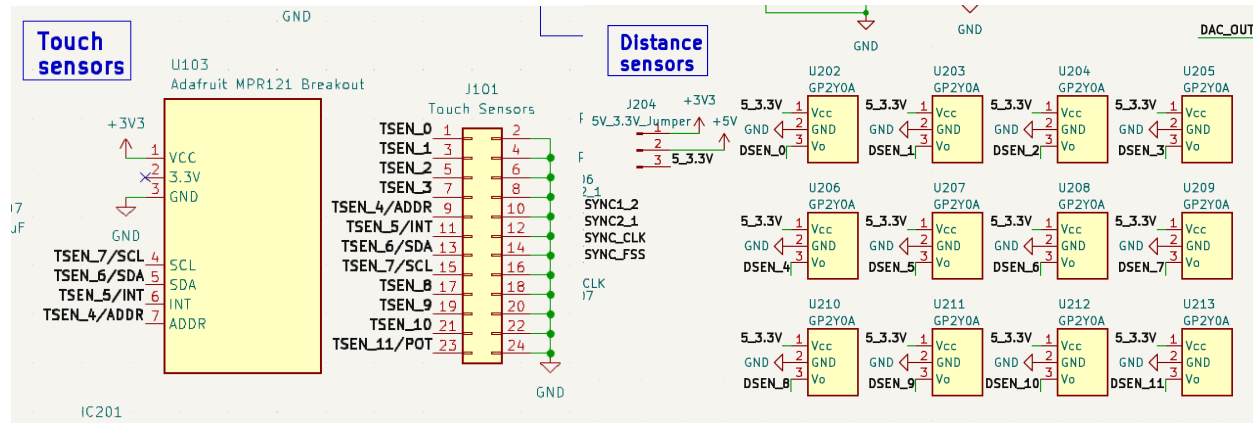 GND
Touch
sensors
U103
Adafruit MPR121 Breakout
+3V3
1 VCC
2 3.3V
3 GND
GND
TSEN_7/SCL 4 SCL
TSEN_6/SDA 5 SDA
TSEN_5/INT 6 INT
TSEN_4/ADDR 7 ADDR
IC201
J101
Touch Sensors
TSEN_0 1 2
TSEN_1 3 4
TSEN_2 5 6
TSEN_3 7 8
TSEN_4/ADDR 9 10
TSEN_5/INT 11 12
TSEN_6/SDA 13 14
TSEN_7/SCL 15 16
TSEN_8 17 18
TSEN_9 19 20
TSEN_10 21 22
TSEN_11/POT 23 24
GND
GND
GND
DAC_OUT
Distance
sensors
J204
5V_3.3V_Jumper
+3V3
+5V
1
2
3 5_3.3V
SYNC1_2
SYNC2_1
SYNC_CLK
SYNC_FSS
CLK
U202
GP2Y0A
5_3.3V 1 Vcc
GND 2 GND
DSEN_0 3 Vo
U203
GP2Y0A
5_3.3V 1 Vcc
GND 2 GND
DSEN_1 3 Vo
U204
GP2Y0A
5_3.3V 1 Vcc
GND 2 GND
DSEN_2 3 Vo
U205
GP2Y0A
5_3.3V 1 Vcc
GND 2 GND
DSEN_3 3 Vo
U206
GP2Y0A
5_3.3V 1 Vcc
GND 2 GND
DSEN_4 3 Vo
U207
GP2Y0A
5_3.3V 1 Vcc
GND 2 GND
DSEN_5 3 Vo
U208
GP2Y0A
5_3.3V 1 Vcc
GND 2 GND
DSEN_6 3 Vo
U209
GP2Y0A
5_3.3V 1 Vcc
GND 2 GND
DSEN_7 3 Vo
U210
GP2Y0A
5_3.3V 1 Vcc
GND 2 GND
DSEN_8 3 Vo
U211
GP2Y0A
5_3.3V 1 Vcc
GND 2 GND
DSEN_9 3 Vo
U212
GP2Y0A
5_3.3V 1 Vcc
GND 2 GND
DSEN_10 3 Vo
U213
GP2Y0A
5_3.3V 1 Vcc
GND 2 GND
DSEN_11 3 Vo